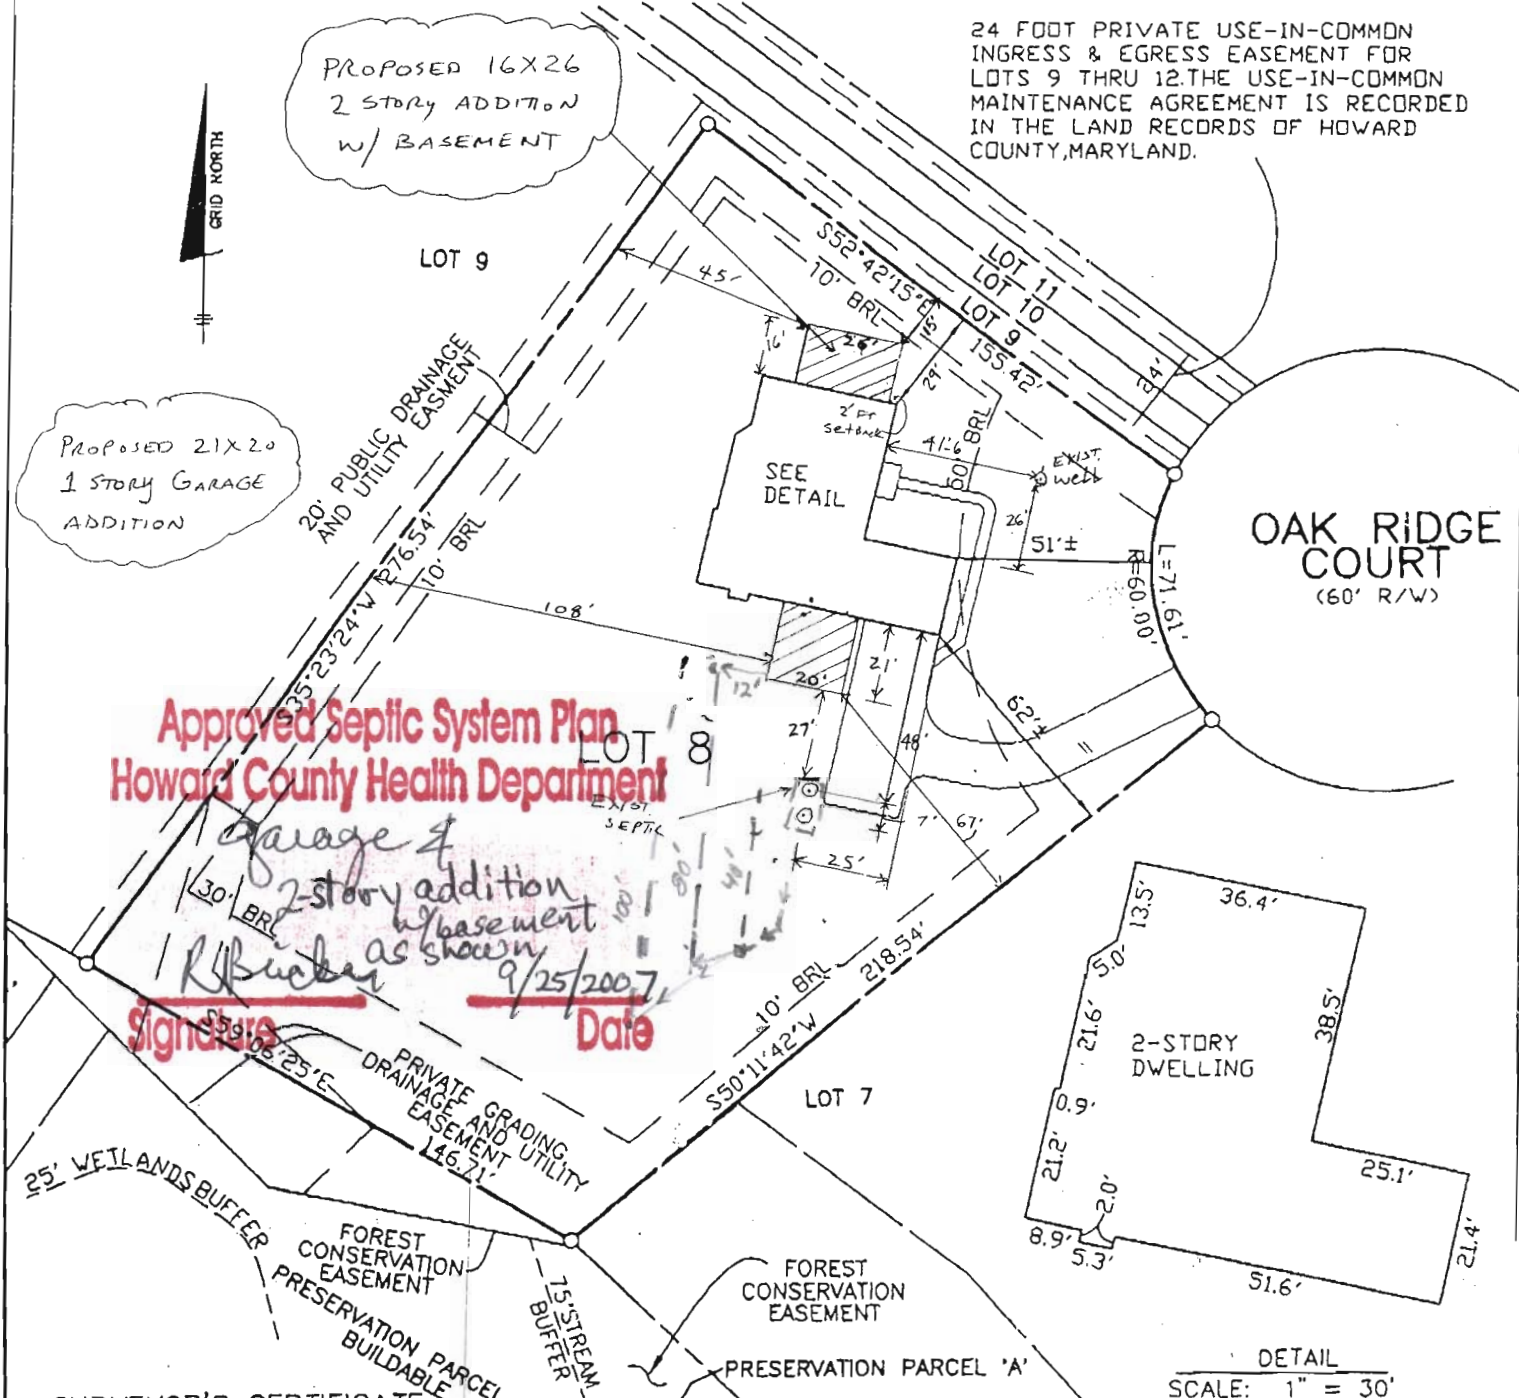 PROPOSED 16X26
2 STORY ADDITION
W/ BASEMENT
24 FOOT PRIVATE USE-IN-COMMON
INGRESS & EGRESS EASEMENT FOR
LOTS 9 THRU 12.THE USE-IN-COMMON
MAINTENANCE AGREEMENT IS RECORDED
IN THE LAND RECORDS OF HOWARD
COUNTY,MARYLAND.
GRID NORTH
LOT 9
45'
S52°42'15"E
155.42'
10' BRL
LOT 11
LOT 10
LOT 9
24'
16'
26'
29'
2' FT
setback
41'-6
60' BRL
EXIST.
well
26'
51'±
SEE
DETAIL
OAK RIDGE
COURT
(60' R/W)
L=71.61'
R=60.00'
PROPOSED 21X20
1 STORY GARAGE
ADDITION
20' PUBLIC DRAINAGE
AND UTILITY EASMENT
S35°23'24"W 276.54'
10' BRL
108'
12'
20'
21'
27'
48'
62'±
Approved Septic System Plan
LOT 8
Howard County Health Department
EXIST.
SEPTIC
7'
67'
25'
garage &
2-story addition
w/basement
as shown
100'
80'
40'
30' BRL
R Bricker
9/25/2007
Signature
Date
S59°06'25"E
146.71'
PRIVATE GRADING,
DRAINAGE AND UTILITY
EASEMENT
10' BRL
218.54'
S50°11'42"W
LOT 7
25' WETLANDS BUFFER
FOREST
CONSERVATION
EASEMENT
PRESERVATION PARCEL
BUILDABLE
75'STREAM
BUFFER
FOREST
CONSERVATION
EASEMENT
PRESERVATION PARCEL 'A'
36.4'
13.5'
5.0'
21.6'
38.5'
2-STORY
DWELLING
0.9'
21.2'
2.0'
25.1'
8.9'
5.3'
51.6'
21.4'
DETAIL
SCALE: 1" = 30'
SURVEYOR'S CERTIFICATE